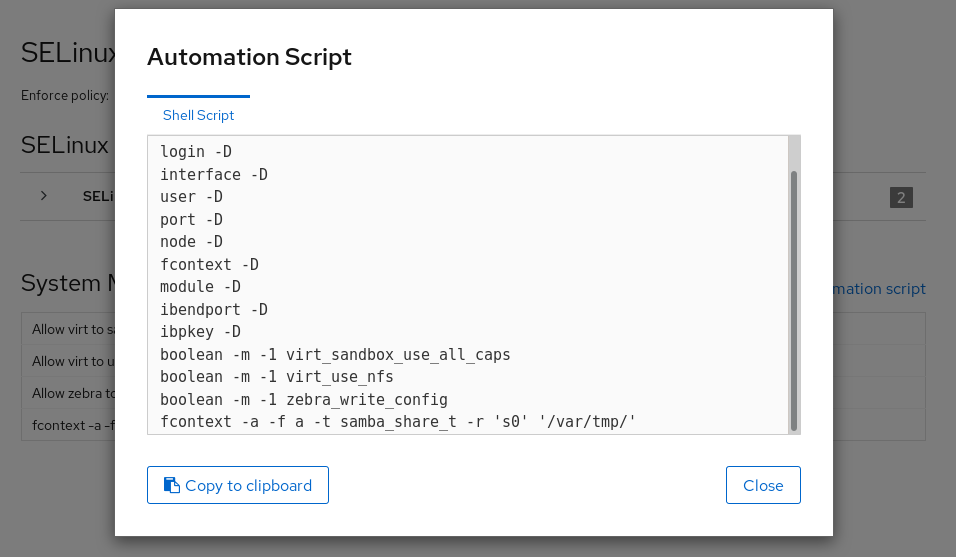 Automation Script
Shell Script
login -D
interface -D
user -D
port -D
node -D
fcontext -D
module -D
ibendport -D
ibpkey -D
boolean -m -1 virt_sandbox_use_all_caps
boolean -m -1 virt_use_nfs
boolean -m -1 zebra_write_config
fcontext -a -f a -t samba_share_t -r 's0' '/var/tmp/'
Copy to clipboard
Close
SELinux
Enforce policy:
SELinux
SELi
2
System M
mation script
Allow virt to sa
Allow virt to u
Allow zebra to
fcontext -a -f